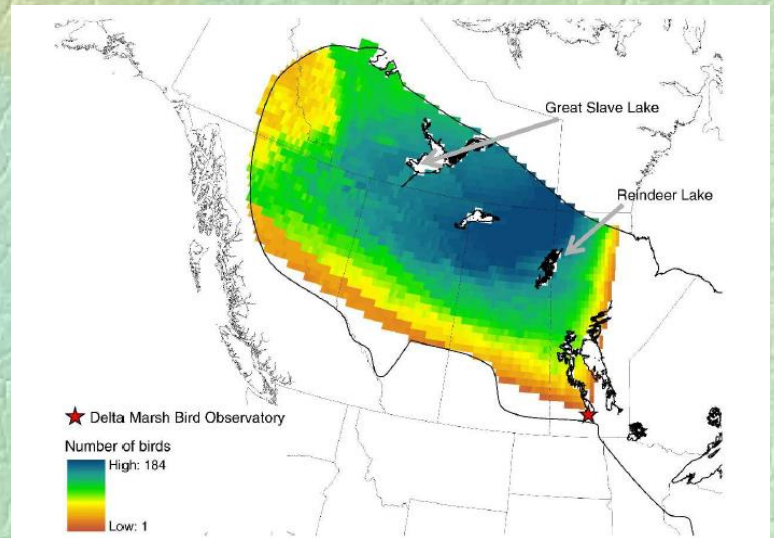 Great Slave Lake
Reindeer Lake
Delta Marsh Bird Observatory
Number of birds
High: 184
Low: 1